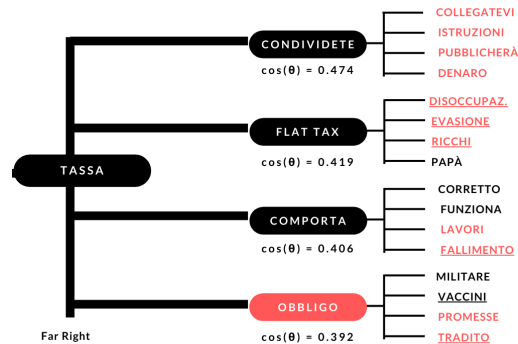 COLLEGATEVI
ISTRUZIONI
CONDIVIDETE
PUBBLICHERÀ
cos(θ) = 0.474
DENARO
DISOCCUPAZ.
EVASIONE
FLAT TAX
RICCHI
cos(θ) = 0.419
PAPÀ
TASSA
CORRETTO
FUNZIONA
COMPORTA
LAVORI
cos(θ) = 0.406
FALLIMENTO
MILITARE
VACCINI
OBBLIGO
PROMESSE
Far Right
cos(θ) = 0.392
TRADITO